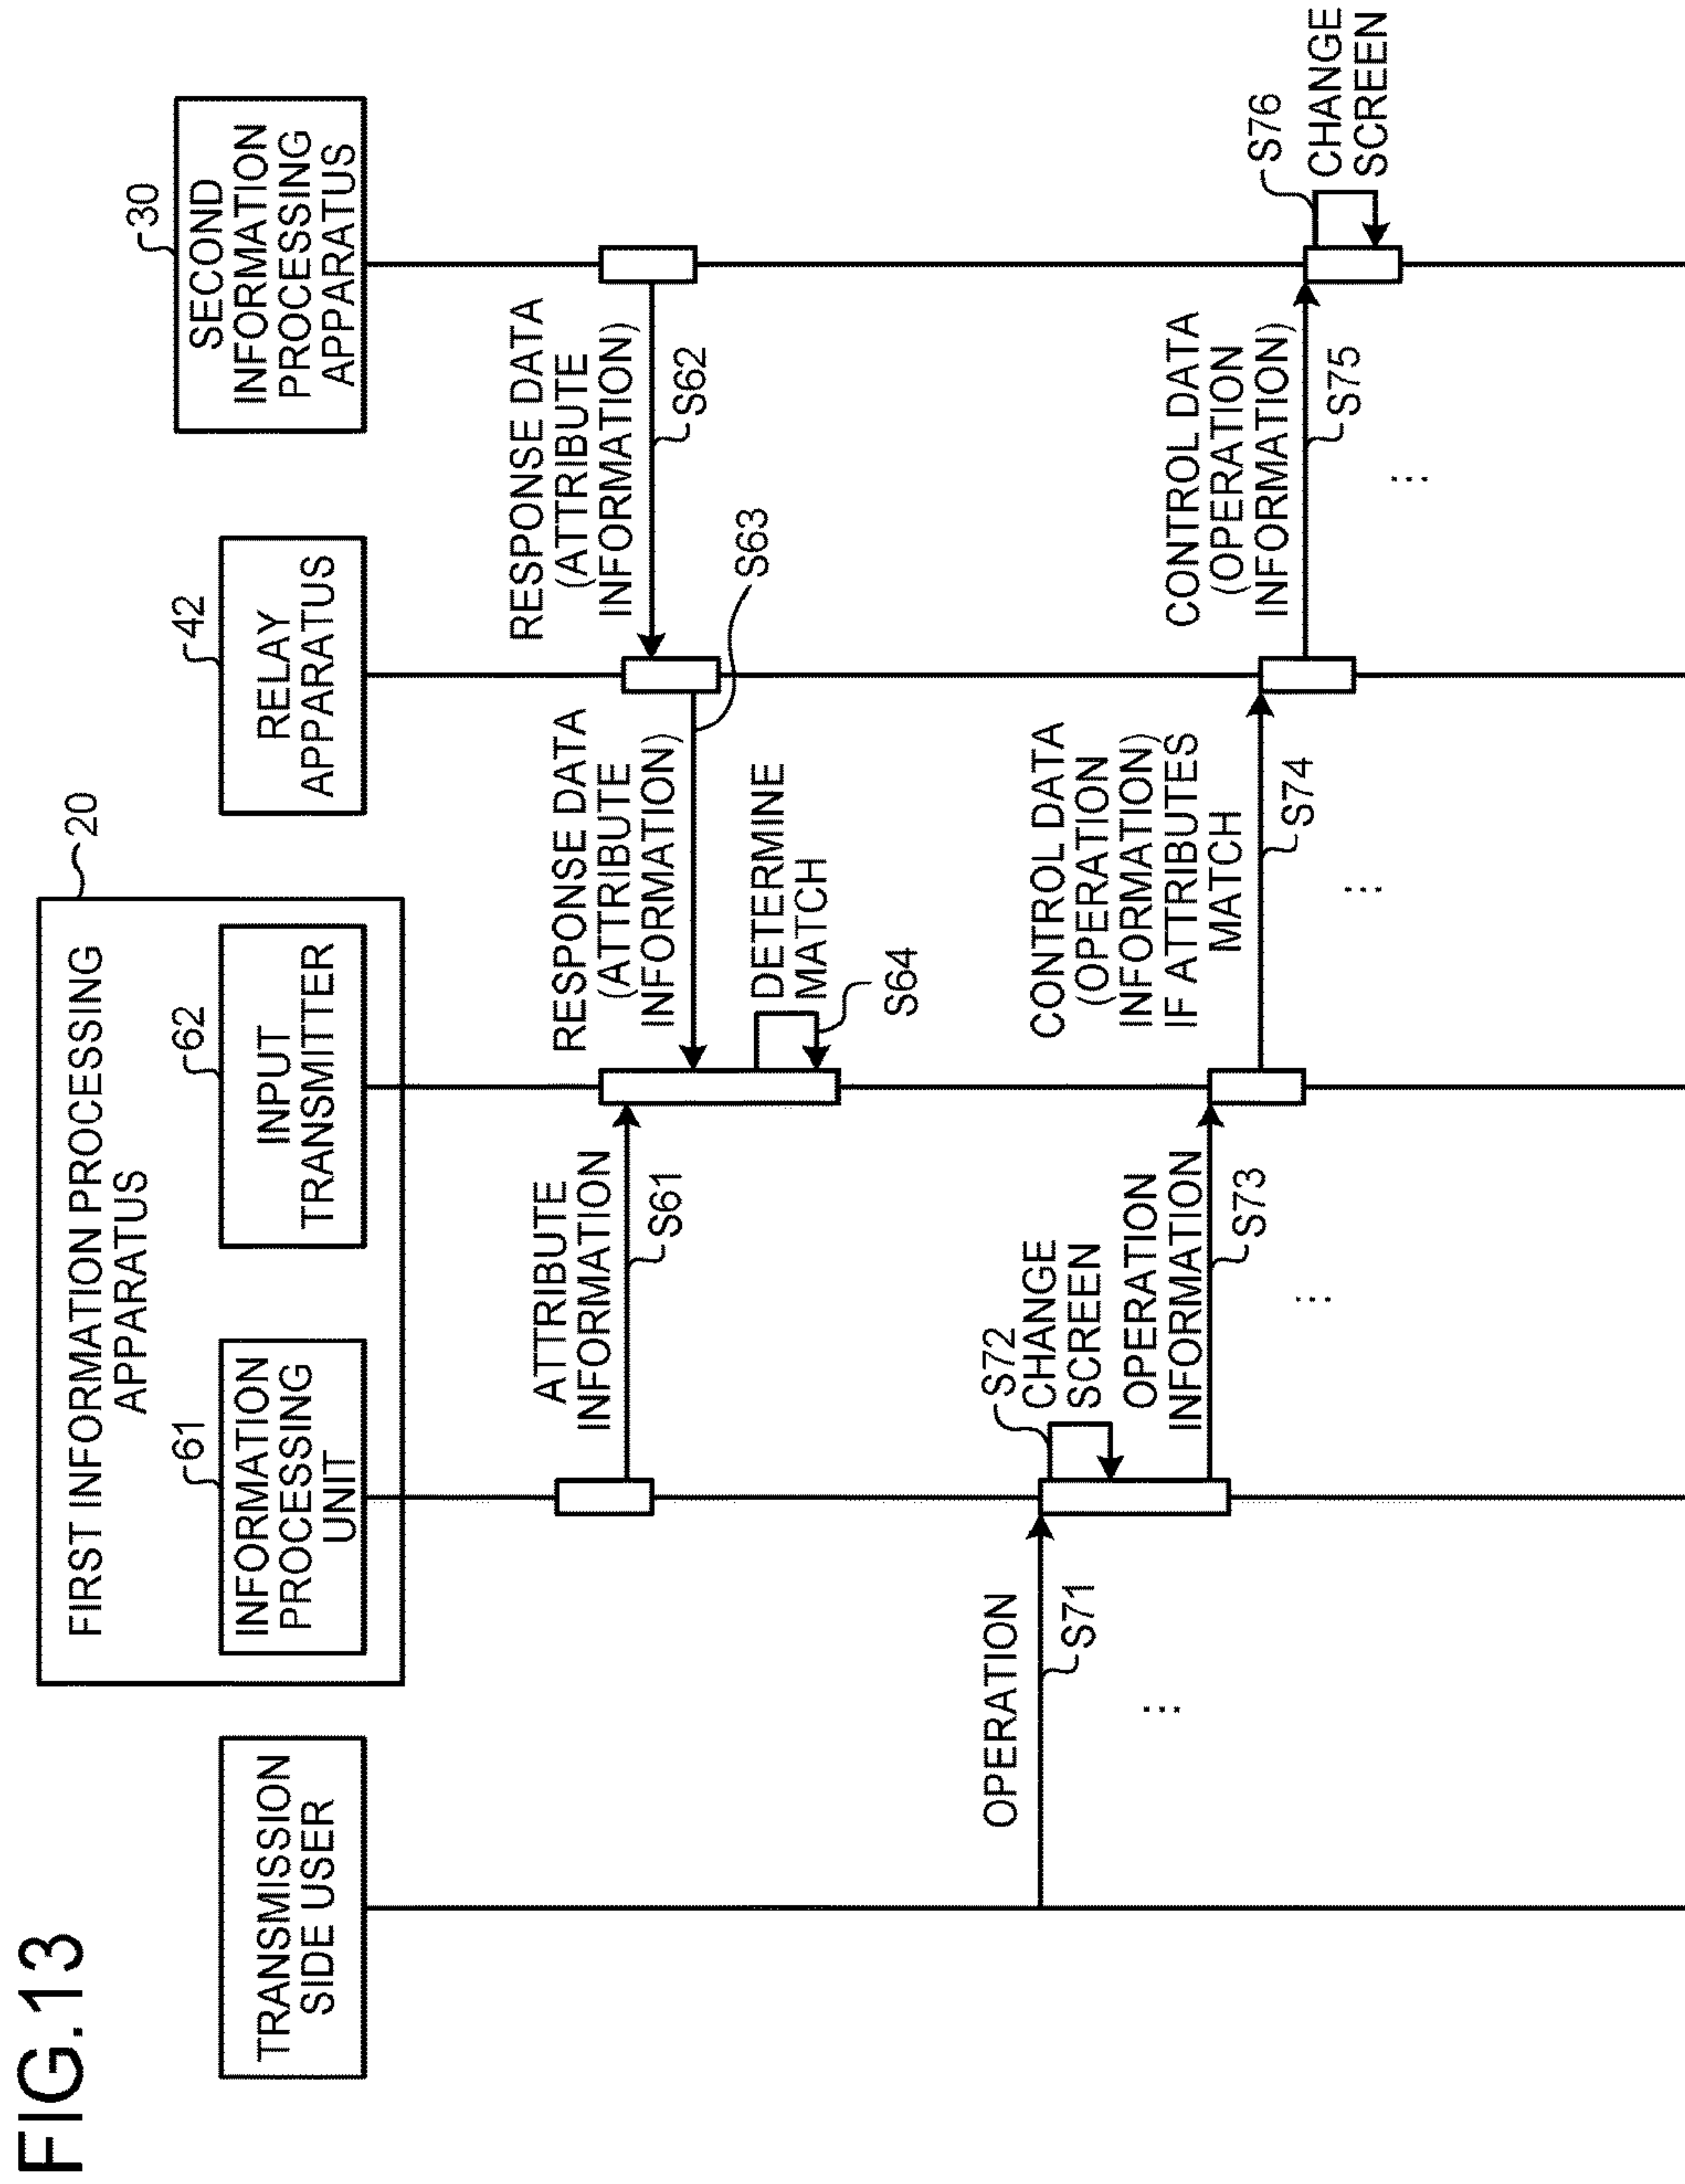 FIG.13
TRANSMISSION
SIDE USER
FIRST INFORMATION PROCESSING
APPARATUS
20
61
INFORMATION
PROCESSING
UNIT
62
INPUT
TRANSMITTER
42
RELAY
APPARATUS
30
SECOND
INFORMATION
PROCESSING
APPARATUS
ATTRIBUTE
INFORMATION
S61
RESPONSE DATA
(ATTRIBUTE
INFORMATION)
S62
RESPONSE DATA
(ATTRIBUTE
INFORMATION)
S63
DETERMINE
MATCH
S64
OPERATION
S71
S72
CHANGE
SCREEN
OPERATION
INFORMATION
S73
CONTROL DATA
(OPERATION
INFORMATION)
IF ATTRIBUTES
MATCH
S74
CONTROL DATA
(OPERATION
INFORMATION)
S75
S76
CHANGE
SCREEN
...
...
...
...